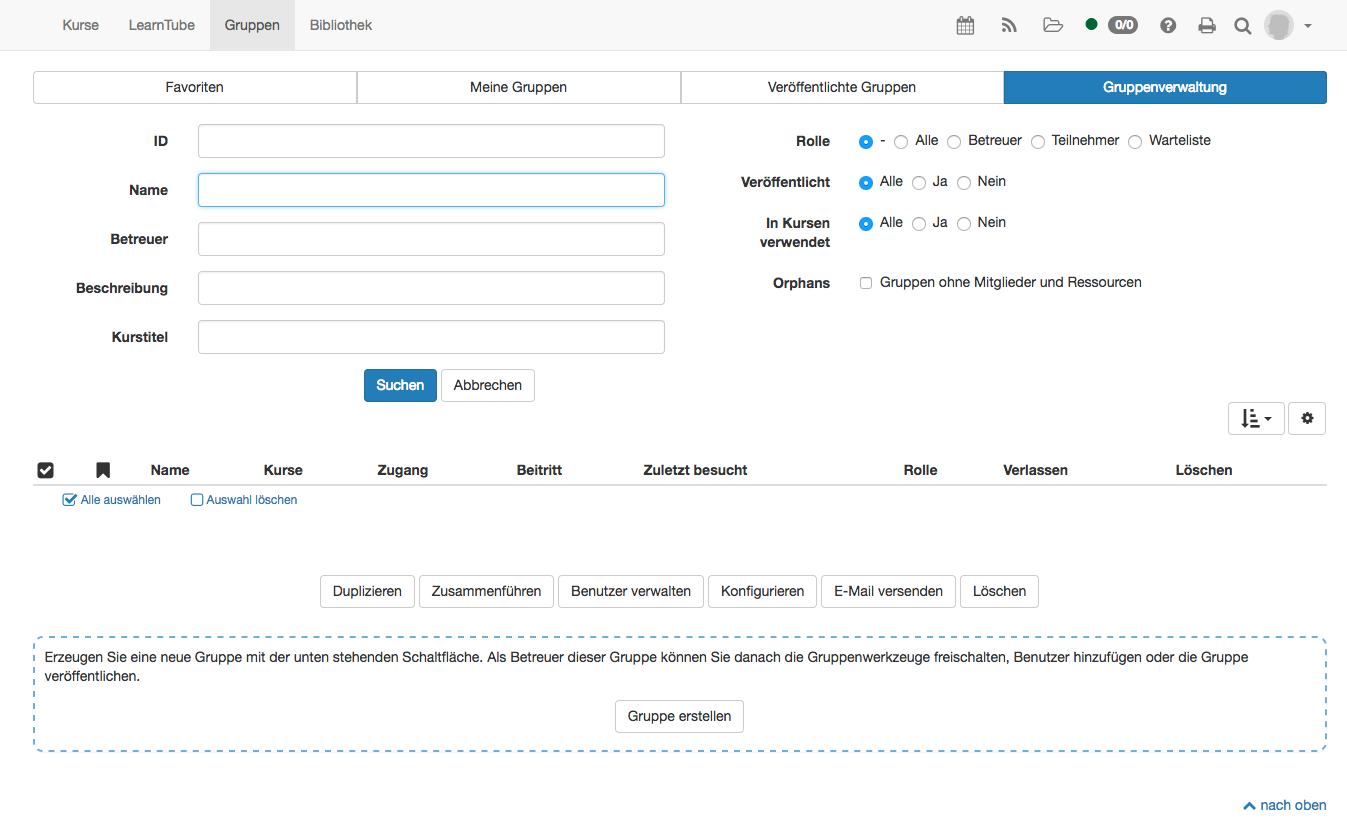 Kurse LearnTube Gruppen Bibliothek 0/0
Favoriten Meine Gruppen Veröffentlichte Gruppen Gruppenverwaltung
ID
Name
Betreuer
Beschreibung
Kurstitel
Rolle - Alle Betreuer Teilnehmer Warteliste
Veröffentlicht Alle Ja Nein
In Kursen
verwendet Alle Ja Nein
Orphans Gruppen ohne Mitglieder und Ressourcen
Suchen Abbrechen
Name Kurse Zugang Beitritt Zuletzt besucht Rolle Verlassen Löschen
Alle auswählen Auswahl löschen
Duplizieren Zusammenführen Benutzer verwalten Konfigurieren E-Mail versenden Löschen
Erzeugen Sie eine neue Gruppe mit der unten stehenden Schaltfläche. Als Betreuer dieser Gruppe können Sie danach die Gruppenwerkzeuge freischalten, Benutzer hinzufügen oder die Gruppe
veröffentlichen.
Gruppe erstellen
nach oben